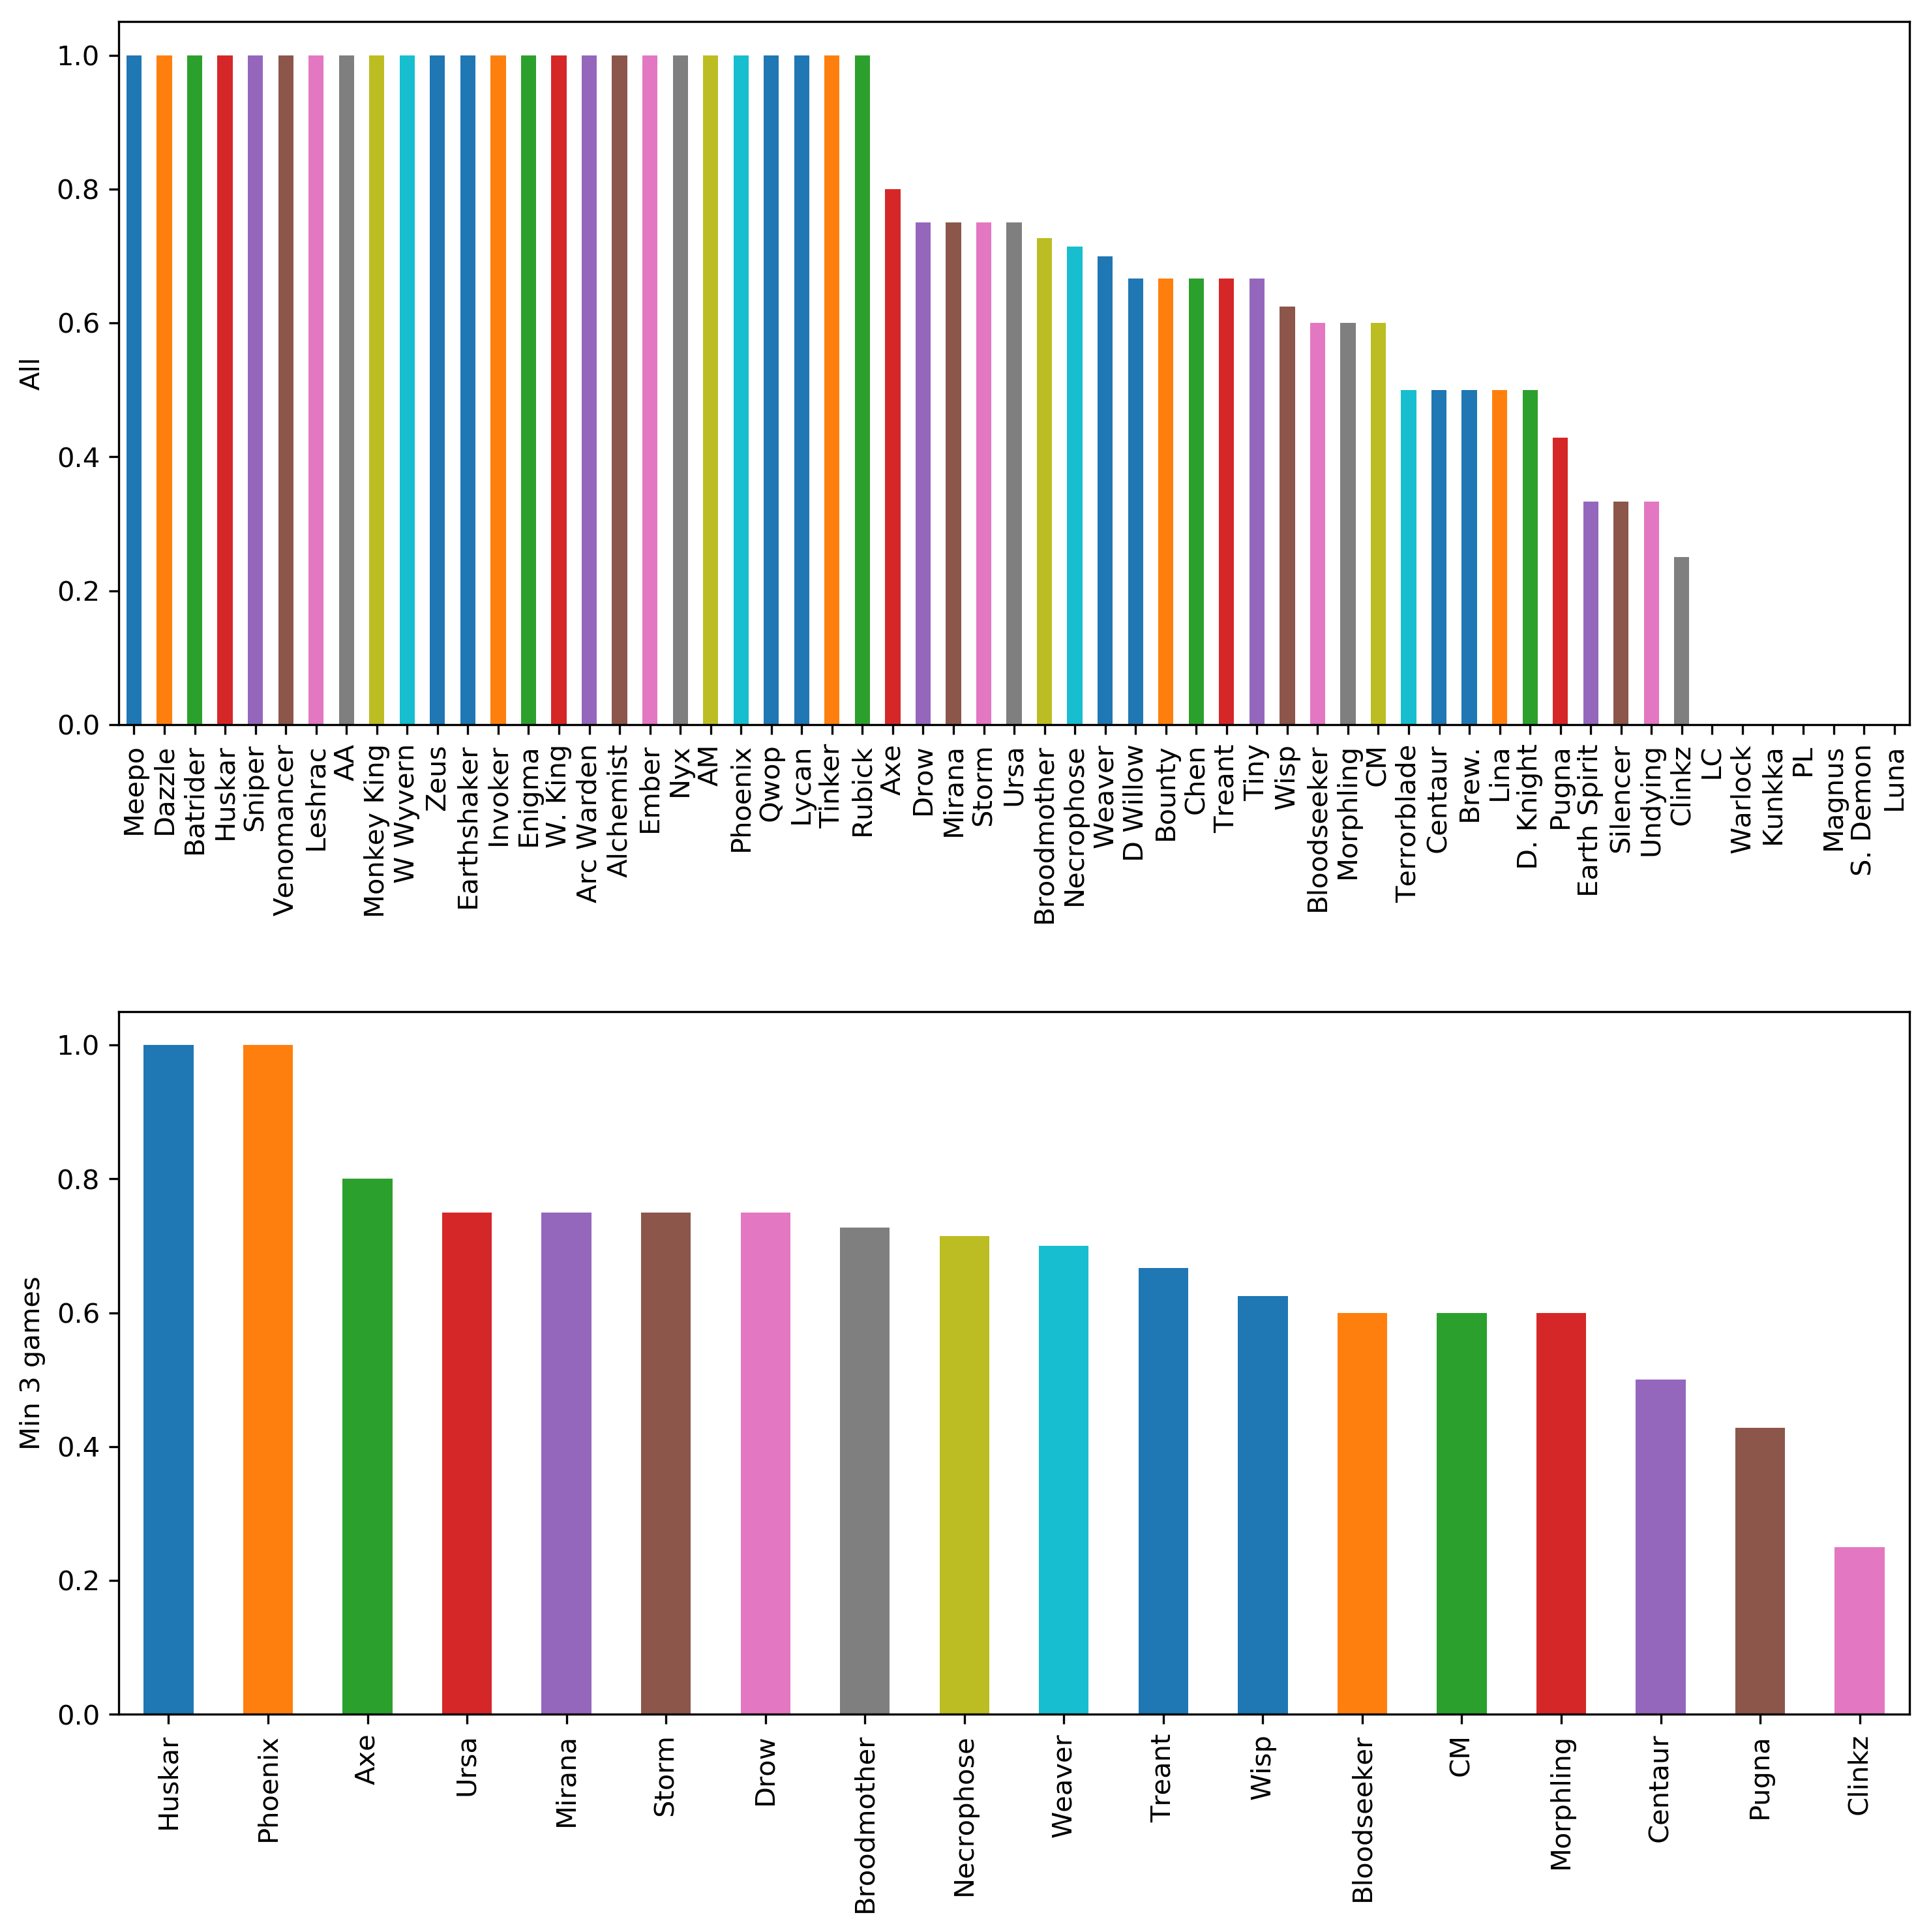 All
1.0
0.8
0.6
0.4
0.2
0.0
Meepo
Dazzle
Batrider
Huskar
Sniper
Venomancer
Leshrac
AA
Monkey King
W Wyvern
Zeus
Earthshaker
Invoker
Enigma
W. King
Arc Warden
Alchemist
Ember
Nyx
AM
Phoenix
Qwop
Lycan
Tinker
Rubick
Axe
Drow
Mirana
Storm
Ursa
Broodmother
Necrophose
Weaver
D Willow
Bounty
Chen
Treant
Tiny
Wisp
Bloodseeker
Morphling
CM
Terrorblade
Centaur
Brew.
Lina
D. Knight
Pugna
Earth Spirit
Silencer
Undying
Clinkz
LC
Warlock
Kunkka
PL
Magnus
S. Demon
Luna
Min 3 games
1.0
0.8
0.6
0.4
0.2
0.0
Huskar
Phoenix
Axe
Ursa
Mirana
Storm
Drow
Broodmother
Necrophose
Weaver
Treant
Wisp
Bloodseeker
CM
Morphling
Centaur
Pugna
Clinkz